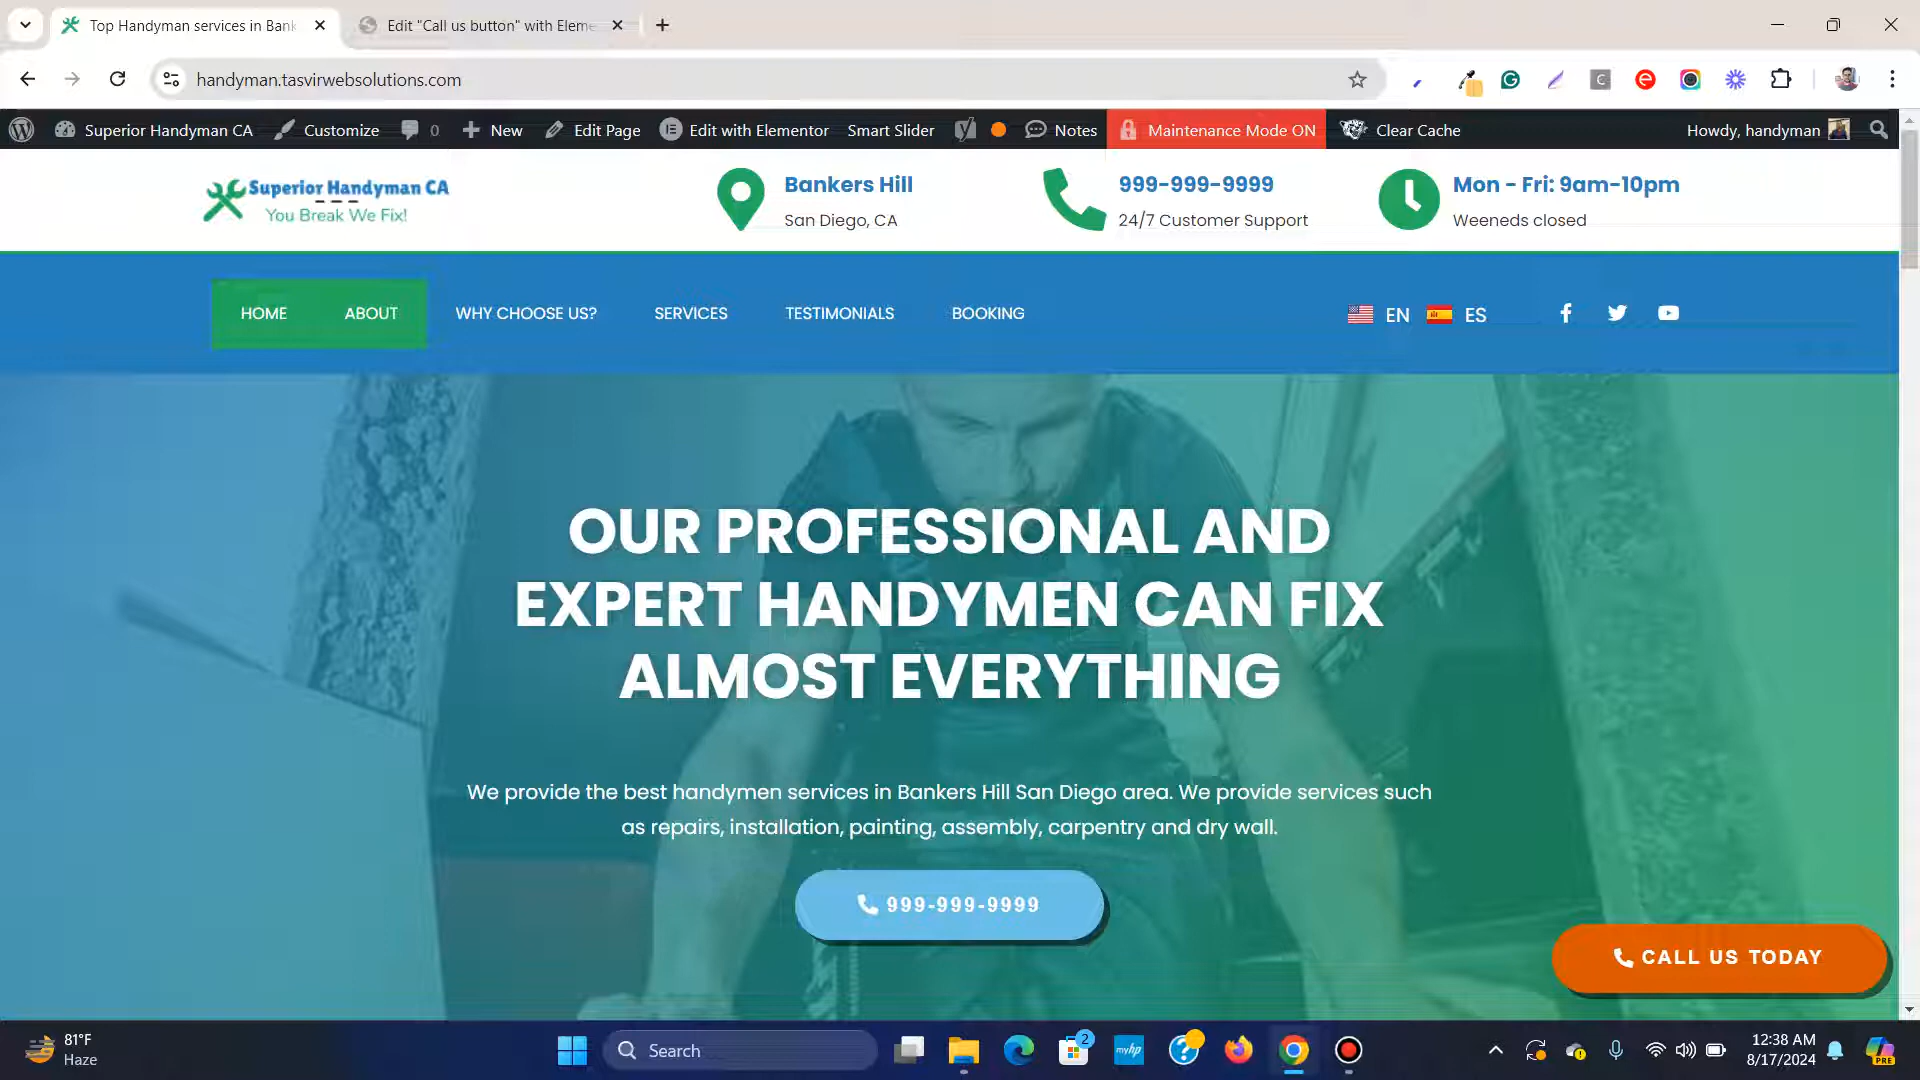 Top Handyman services in Bank
Edit "Call us button" with Eleme
handyman.tasvirwebsolutions.com
Superior Handyman CA
Customize
0
New
Edit Page
Edit with Elementor
Smart Slider
Notes
Maintenance Mode ON
Clear Cache
Howdy, handyman
Superior Handyman CA
You Break We Fix!
Bankers Hill
San Diego, CA
999-999-9999
24/7 Customer Support
Mon - Fri: 9am-10pm
Weeneds closed
HOME
ABOUT
WHY CHOOSE US?
SERVICES
TESTIMONIALS
BOOKING
EN
ES
OUR PROFESSIONAL AND
EXPERT HANDYMEN CAN FIX
ALMOST EVERYTHING
We provide the best handymen services in Bankers Hill San Diego area. We provide services such
as repairs, installation, painting, assembly, carpentry and dry wall.
999-999-9999
CALL US TODAY
81°F
Haze
Search
2
myhp
12:38 AM
8/17/2024
PRE